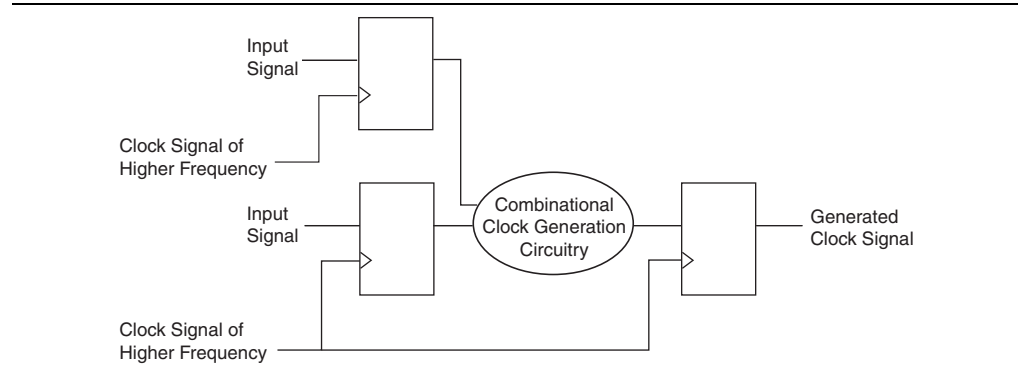 Input
Signal
Clock Signal of
Higher Frequency
Input
Signal
Combinational
Clock Generation
Circuitry
Generated
Clock Signal
Clock Signal of
Higher Frequency